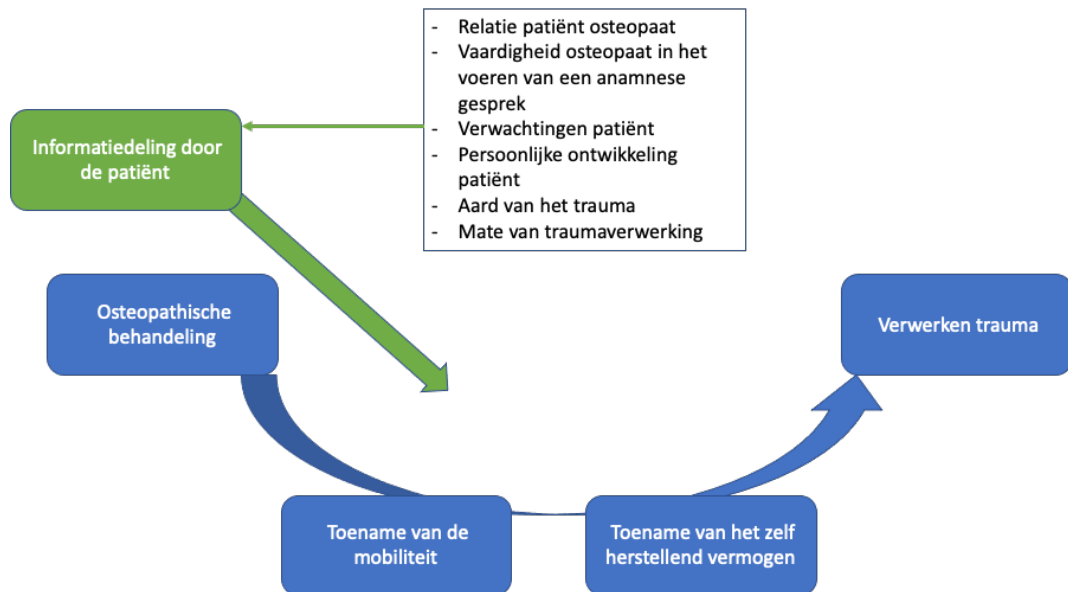 - Relatie patiënt osteopaat
- Vaardigheid osteopaat in het
voeren van een anamnese
gesprek
- Verwachtingen patiënt
- Persoonlijke ontwikkeling
patiënt
- Aard van het trauma
- Mate van traumaverwerking
Informatiedeling door
de patiënt
Osteopathische
behandeling
Verwerken trauma
Toename van de
mobiliteit
Toename van het zelf
herstellend vermogen